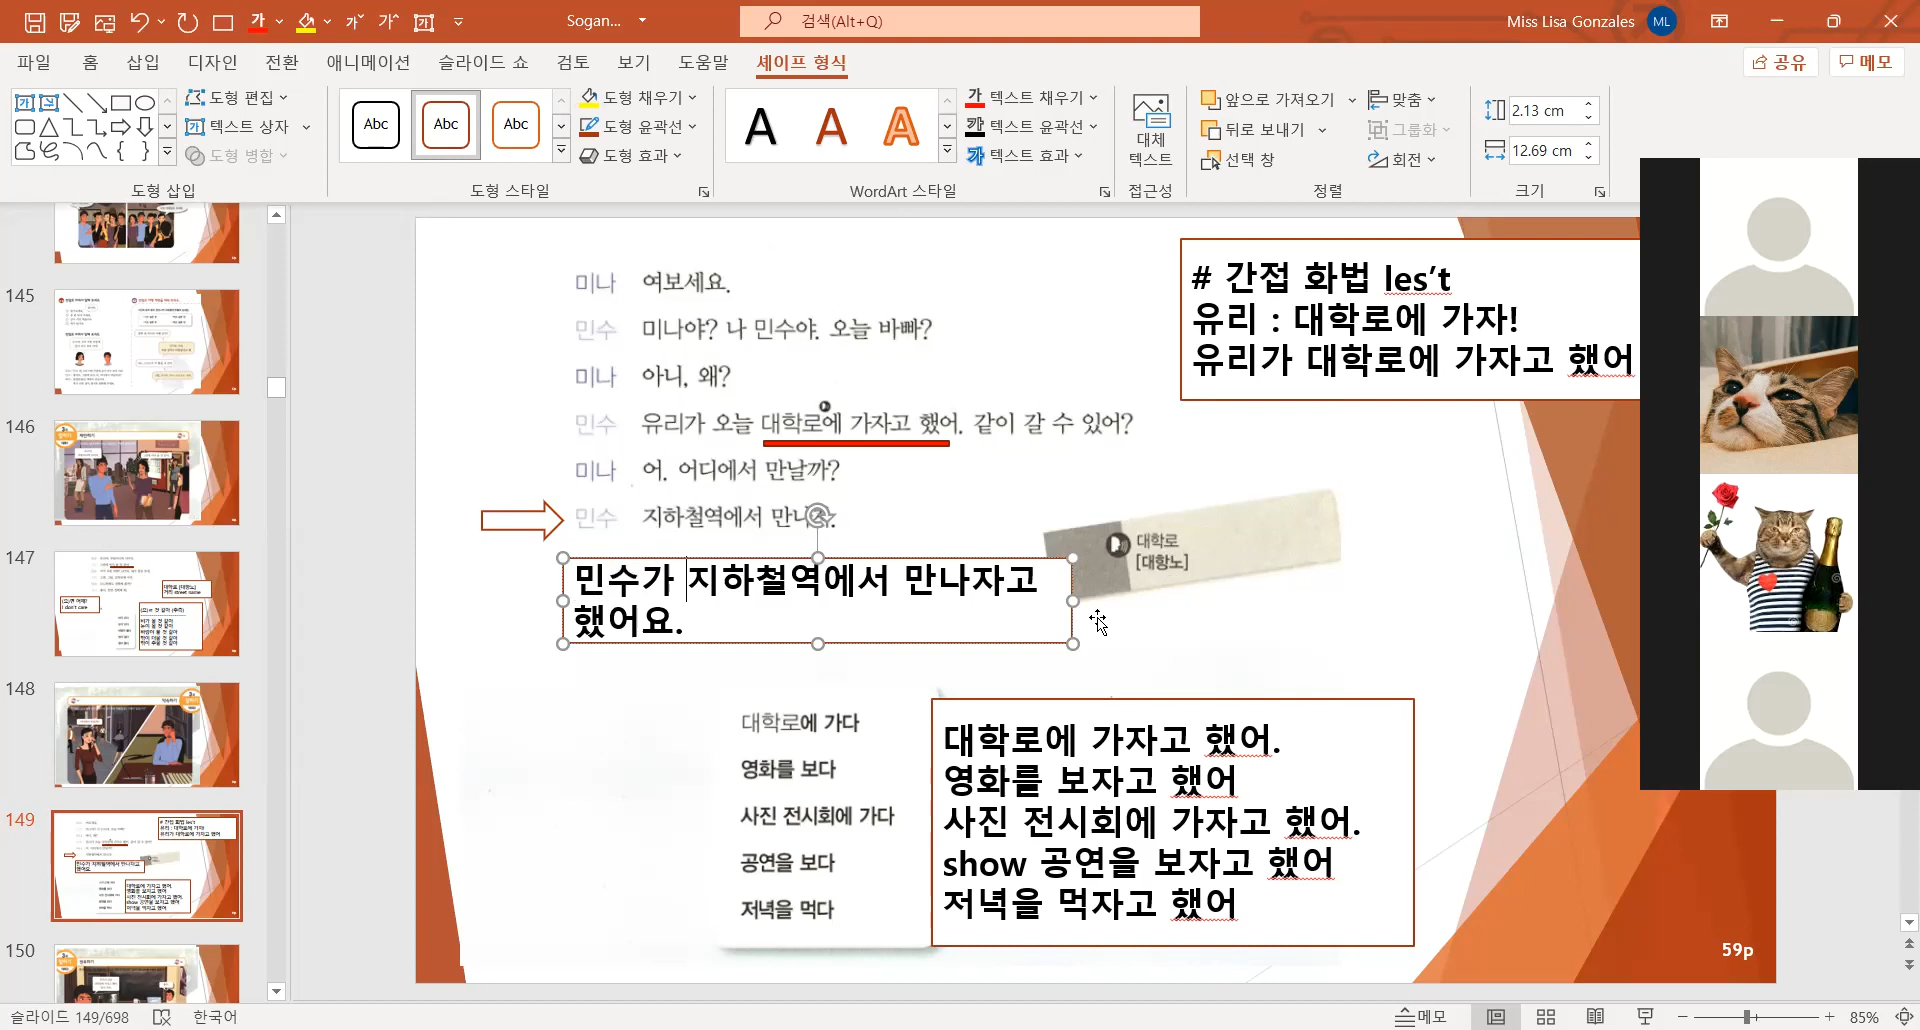 Sogan...
검색(Alt+Q)
Miss Lisa Gonzales
ML
파일 홈 삽입 디자인 전환 애니메이션 슬라이드 쇼 검토 보기 도움말 셰이프 형식
공유 메모
도형 편집
텍스트 상자
도형 병합
도형 삽입
Abc Abc Abc
도형 채우기
도형 윤곽선
도형 효과
도형 스타일
A A A
텍스트 채우기
텍스트 윤곽선
텍스트 효과
WordArt 스타일
대체
텍스트
접근성
앞으로 가져오기
뒤로 보내기
선택 창
맞춤
그룹화
회전
정렬
2.13 cm
12.69 cm
크기
145
146
147
148
149
150
미나 여보세요.
민수 미나야? 나 민수야. 오늘 바빠?
미나 아니, 왜?
민수 유리가 오늘 대학로에 가자고 했어. 같이 갈 수 있어?
미나 어. 어디에서 만날까?
민수 지하철역에서
민수가 지하철역에서 만나자고
했어요.
# 간접 화법 les't
유리 : 대학로에 가자!
유리가 대학로에 가자고 했어
대학로
[대항노]
대학로에 가다
영화를 보다
사진 전시회에 가다
공연을 보다
저녁을 먹다
대학로에 가자고 했어.
영화를 보자고 했어
사진 전시회에 가자고 했어.
show 공연을 보자고 했어
저녁을 먹자고 했어
59p
슬라이드 149/698
한국어
메모
85%